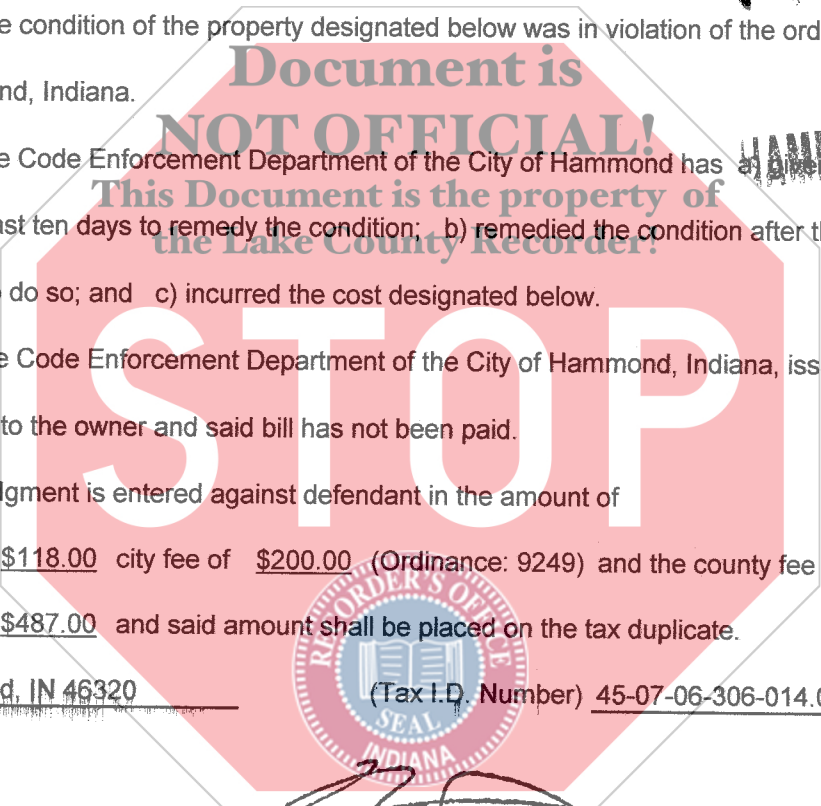 e condition of the property designated below was in violation of the ord
Document is
nd, Indiana.
NOT OFFICIAL!
e Code Enforcement Department of the City of Hammond has a) given
This Document is the property of
ast ten days to remedy the condition; b) remedied the condition after th
the Lake County Recorder!
do so; and c) incurred the cost designated below.
STOP
e Code Enforcement Department of the City of Hammond, Indiana, iss
to the owner and said bill has not been paid.
dgment is entered against defendant in the amount of
$118.00 city fee of $200.00 (Ordinance: 9249) and the county fee
$487.00 and said amount shall be placed on the tax duplicate.
d, IN 46320 (Tax I.D. Number) 45-07-06-306-014.0
RECORDER'S OFFICE
SEAL
INDIANA